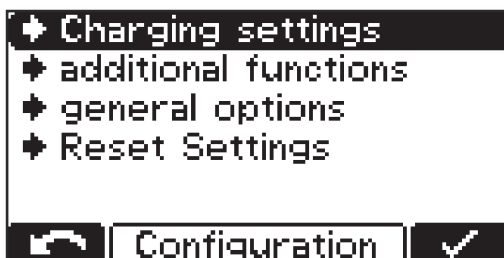 Charging settings
additional functions
general options
Reset Settings
Configuration